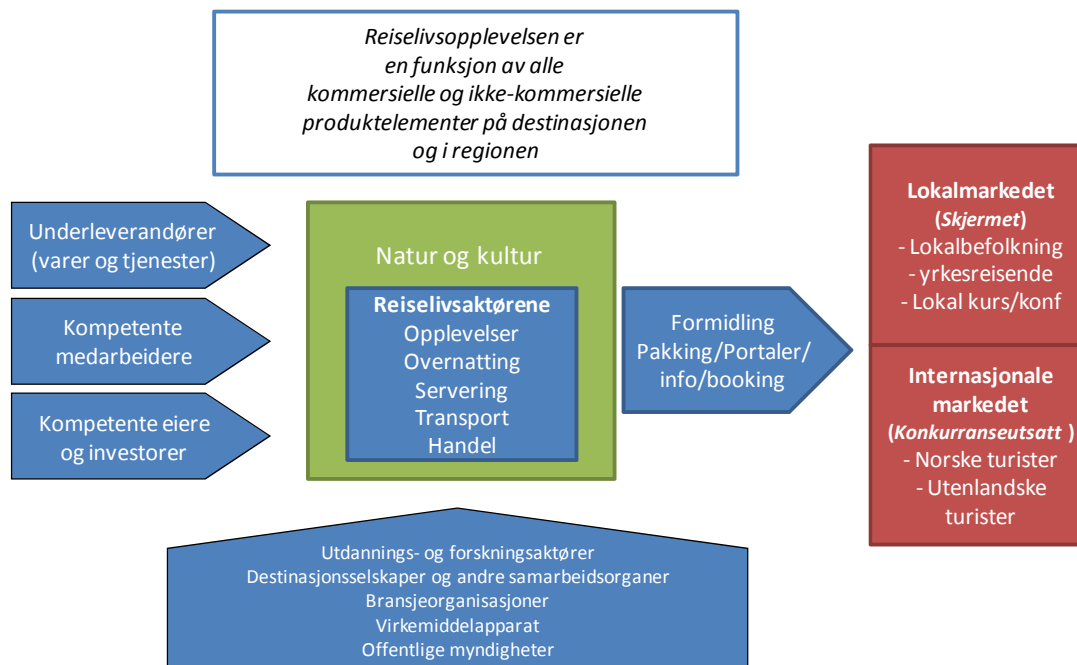 Reiselivsopplevelsen er
en funksjon av alle
kommersielle og ikke-kommersielle
produktelementer på destinasjonen
og i regionen
Underleverandører
(varer og tjenester)
Kompetente
medarbeidere
Kompetente eiere
og investorer
Natur og kultur
Reiselivsaktørene
Opplevelser
Overnatting
Servering
Transport
Handel
Formidling
Pakking/Portaler/
info/booking
Lokalmarkedet
(Skjermet)
- Lokalbefolkning
- yrkesreisende
- Lokal kurs/konf
Internasjonale
markedet
(Konkurranseutsatt )
- Norske turister
- Utenlandske
turister
Utdannings- og forskningsaktører
Destinasjonsselskaper og andre samarbeidsorganer
Bransjeorganisasjoner
Virkemiddelapparat
Offentlige myndigheter